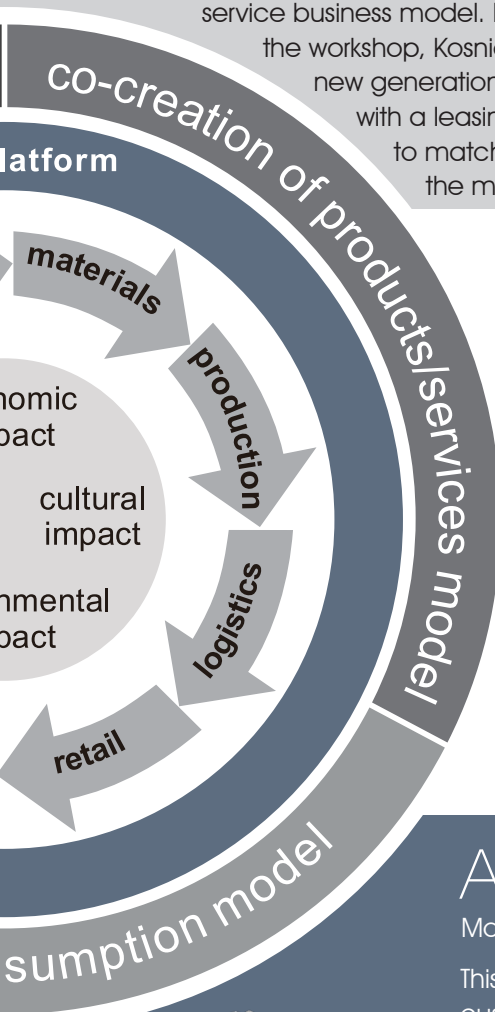 service business model.
the workshop,
new generation
with a leasin
to match
the m
co-creation of products/services model
latform
materials
production
nomic
pact
cultural
impact
nmental
pact
logistics
retail
sumption model
A
Mo
This